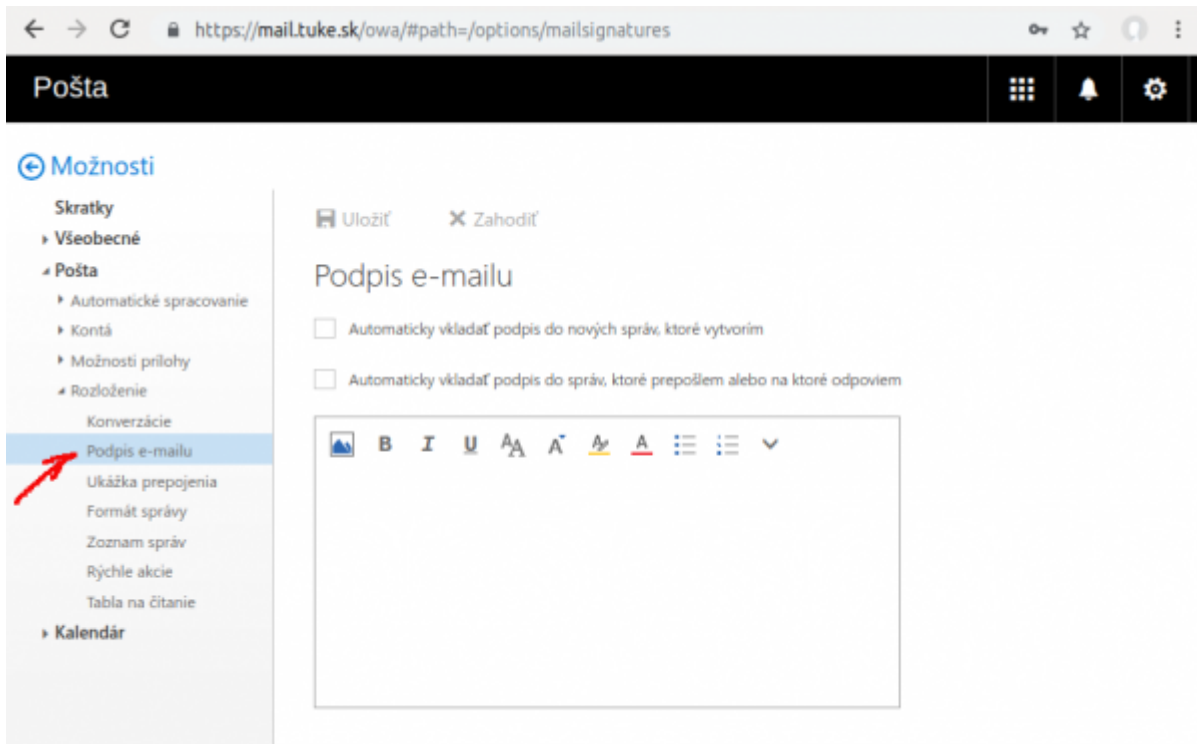 https://mail.tuke.sk/owa/#path=/options/mailsignatures
Pošta
Možnosti
Skratky
Všeobecné
Pošta
Automatické spracovanie
Kontá
Možnosti prílohy
Rozloženie
Konverzácie
Podpis e-mailu
Ukážka prepojenia
Formát správy
Zoznam správ
Rýchle akcie
Tabla na čítanie
Kalendár
Uložiť Zahodiť
Podpis e-mailu
Automaticky vkladať podpis do nových správ, ktoré vytvorím
Automaticky vkladať podpis do správ, ktoré prepošlem alebo na ktoré odpoviem